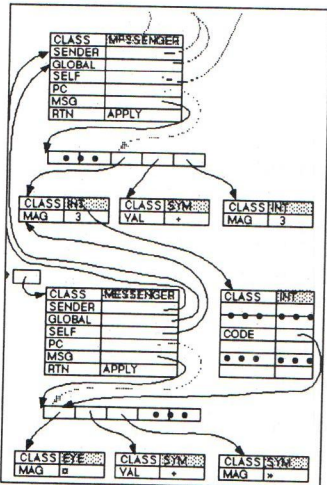 CLASS MESSENGER
SENDER
GLOBAL
SELF
PC
MSG
RTN APPLY
CLASS INT
MAG 3
CLASS SYM
VAL +
CLASS INT
MAG 3
CLASS MESSENGER
SENDER
GLOBAL
SELF
PC
MSG
RTN APPLY
CLASS INT
CODE
CLASS EYE
MAG ¤
CLASS SYM
VAL +
CLASS SYM
MAG »